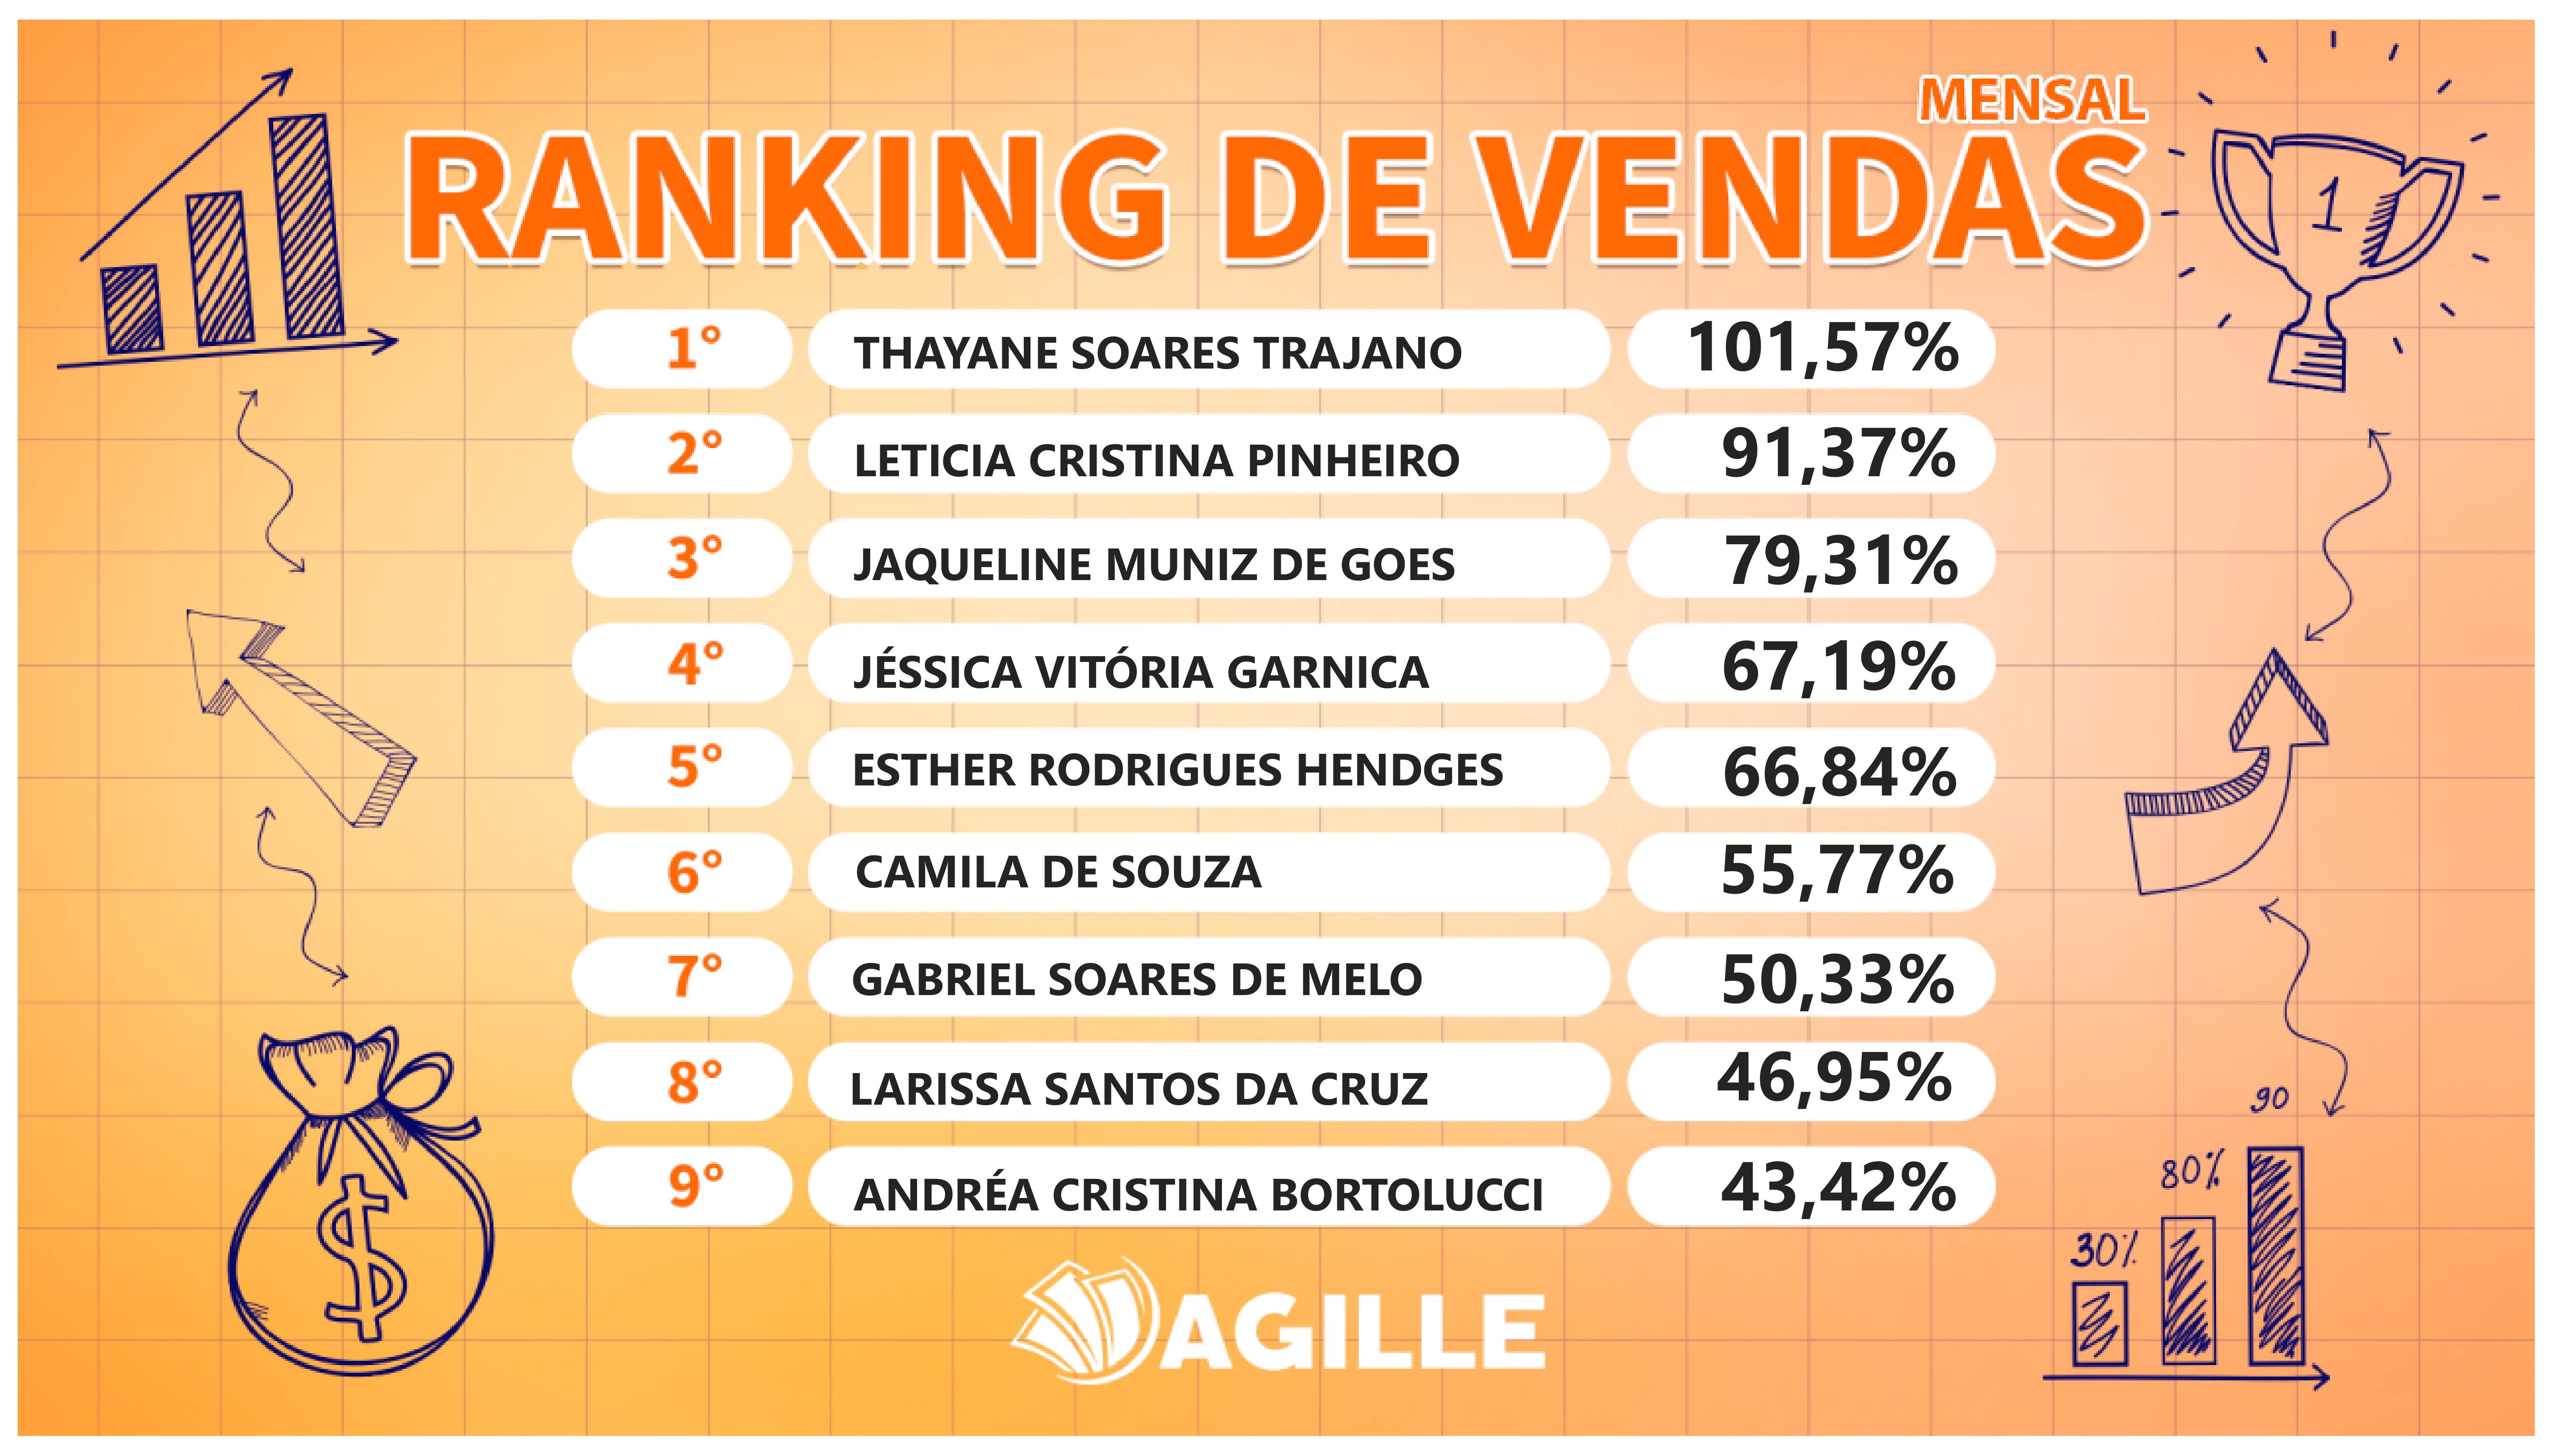 MENSAL
RANKING DE VENDAS
1
1° THAYANE SOARES TRAJANO 101,57%
2° LETICIA CRISTINA PINHEIRO 91,37%
3° JAQUELINE MUNIZ DE GOES 79,31%
4° JÉSSICA VITÓRIA GARNICA 67,19%
5° ESTHER RODRIGUES HENDGES 66,84%
6° CAMILA DE SOUZA 55,77%
7° GABRIEL SOARES DE MELO 50,33%
8° LARISSA SANTOS DA CRUZ 46,95%
9° ANDRÉA CRISTINA BORTOLUCCI 43,42%
$
90
80%
30%
AGILLE